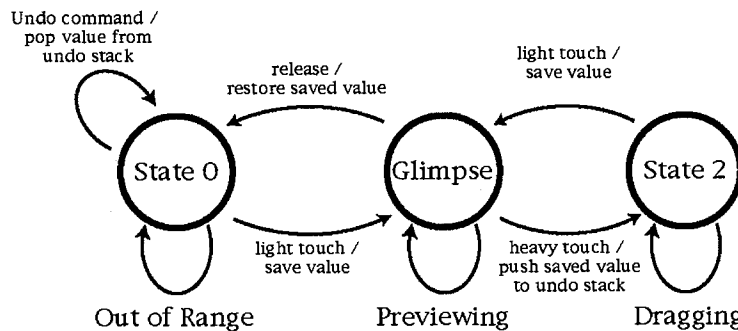 Undo command /
pop value from
undo stack
release /
restore saved value
light touch /
save value
State 0
Glimpse
State 2
light touch /
save value
heavy touch /
push saved value
to undo stack
Out of Range
Previewing
Dragging